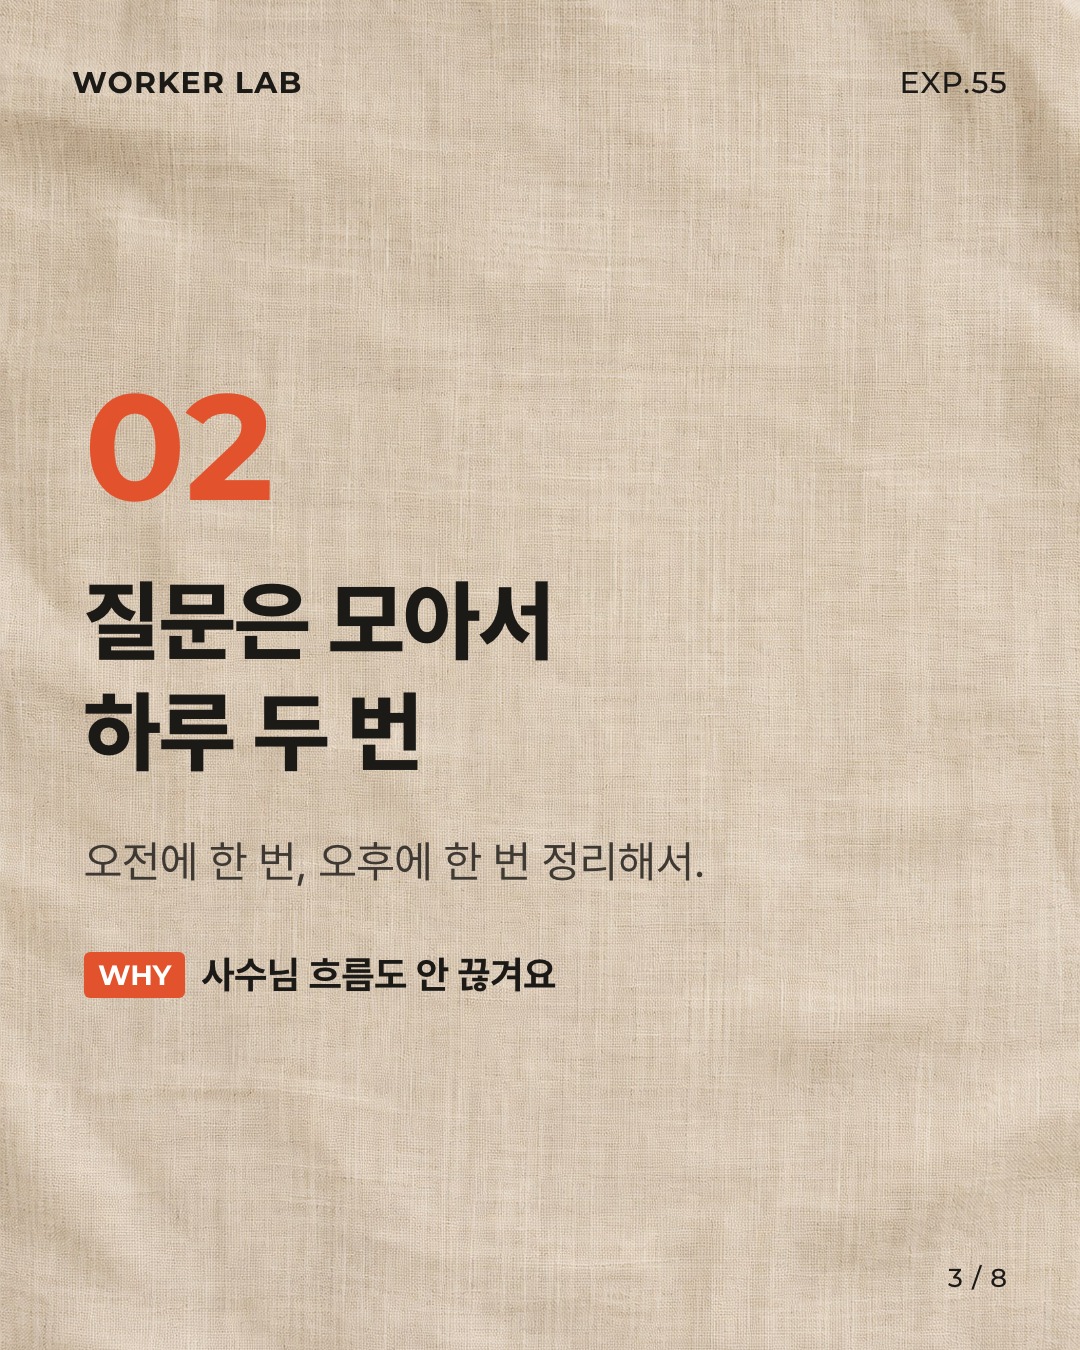 WORKER LAB
EXP.55
02
질문은 모아서
하루 두 번
오전에 한 번, 오후에 한 번 정리해서.
WHY 사수님 흐름도 안 끊겨요
3 / 8